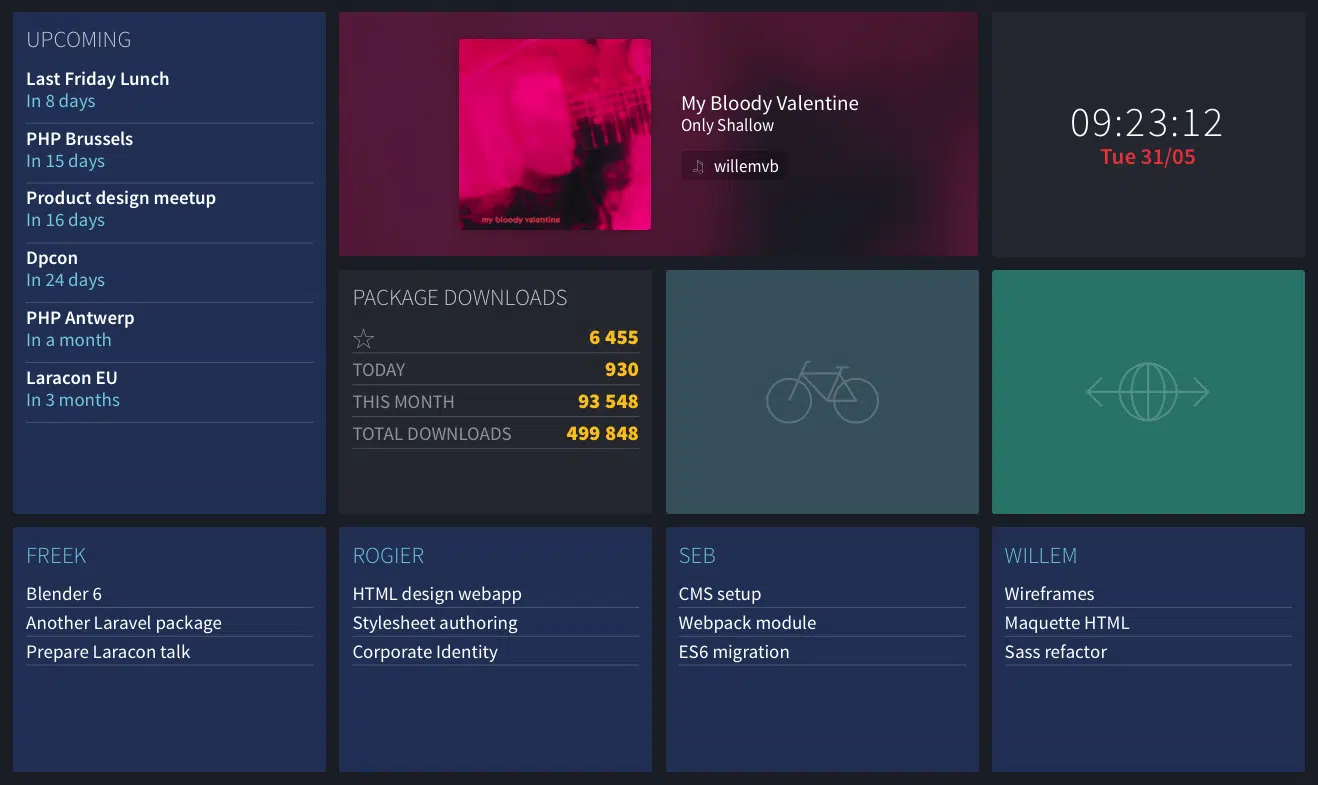 UPCOMING
Last Friday Lunch
In 8 days
PHP Brussels
In 15 days
Product design meetup
In 16 days
Dpcon
In 24 days
PHP Antwerp
In a month
Laracon EU
In 3 months
my bloody valentine
My Bloody Valentine
Only Shallow
willemvb
09:23:12
Tue 31/05
PACKAGE DOWNLOADS
☆ 6 455
TODAY 930
THIS MONTH 93 548
TOTAL DOWNLOADS 499 848
FREEK
Blender 6
Another Laravel package
Prepare Laracon talk
ROGIER
HTML design webapp
Stylesheet authoring
Corporate Identity
SEB
CMS setup
Webpack module
ES6 migration
WILLEM
Wireframes
Maquette HTML
Sass refactor